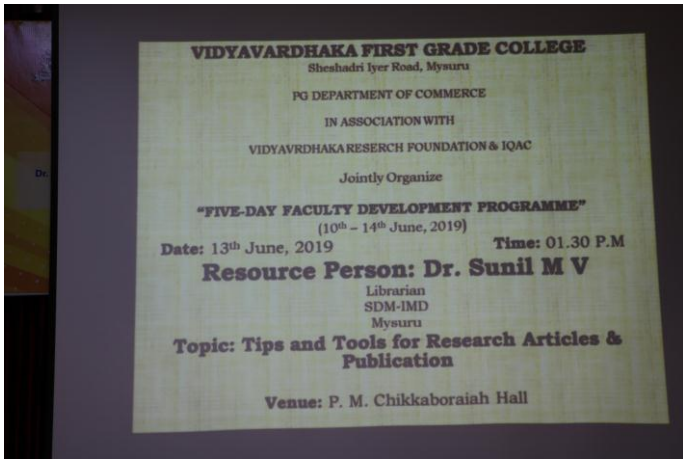 Dr.
VIDYAVARDHAKA FIRST GRADE COLLEGE
Sheshadri Iyer Road, Mysuru
PG DEPARTMENT OF COMMERCE
IN ASSOCIATION WITH
VIDYAVRDHAKA RESERCH FOUNDATION & IQAC
Jointly Organize
“FIVE-DAY FACULTY DEVELOPMENT PROGRAMME”
(10th – 14th June, 2019)
Date: 13th June, 2019 Time: 01.30 P.M
Resource Person: Dr. Sunil M V
Librarian
SDM-IMD
Mysuru
Topic: Tips and Tools for Research Articles &
Publication
Venue: P. M. Chikkaboraiah Hall